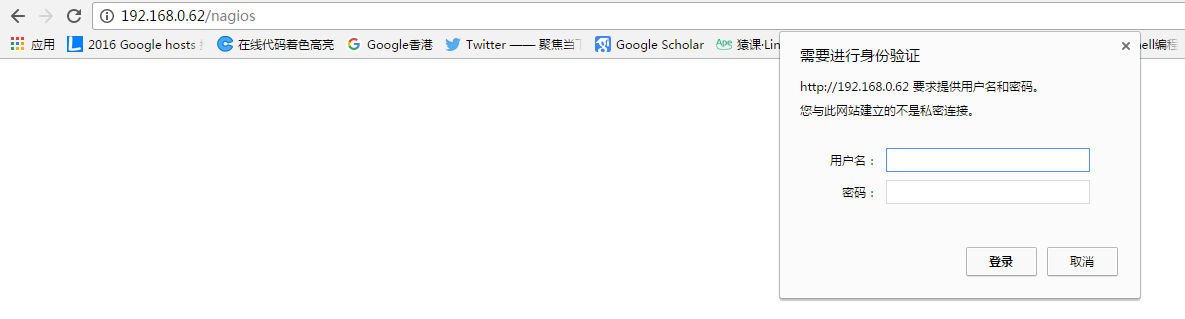 192.168.0.62/nagios
应用 2016 Google hosts 在线代码着色高亮 Google香港 Twitter —— 聚焦当 Google Scholar Ape 猿课·Lin ell编程
需要进行身份验证
http://192.168.0.62 要求提供用户名和密码。
您与此网站建立的不是私密连接。
用户名：
密码：
登录 取消